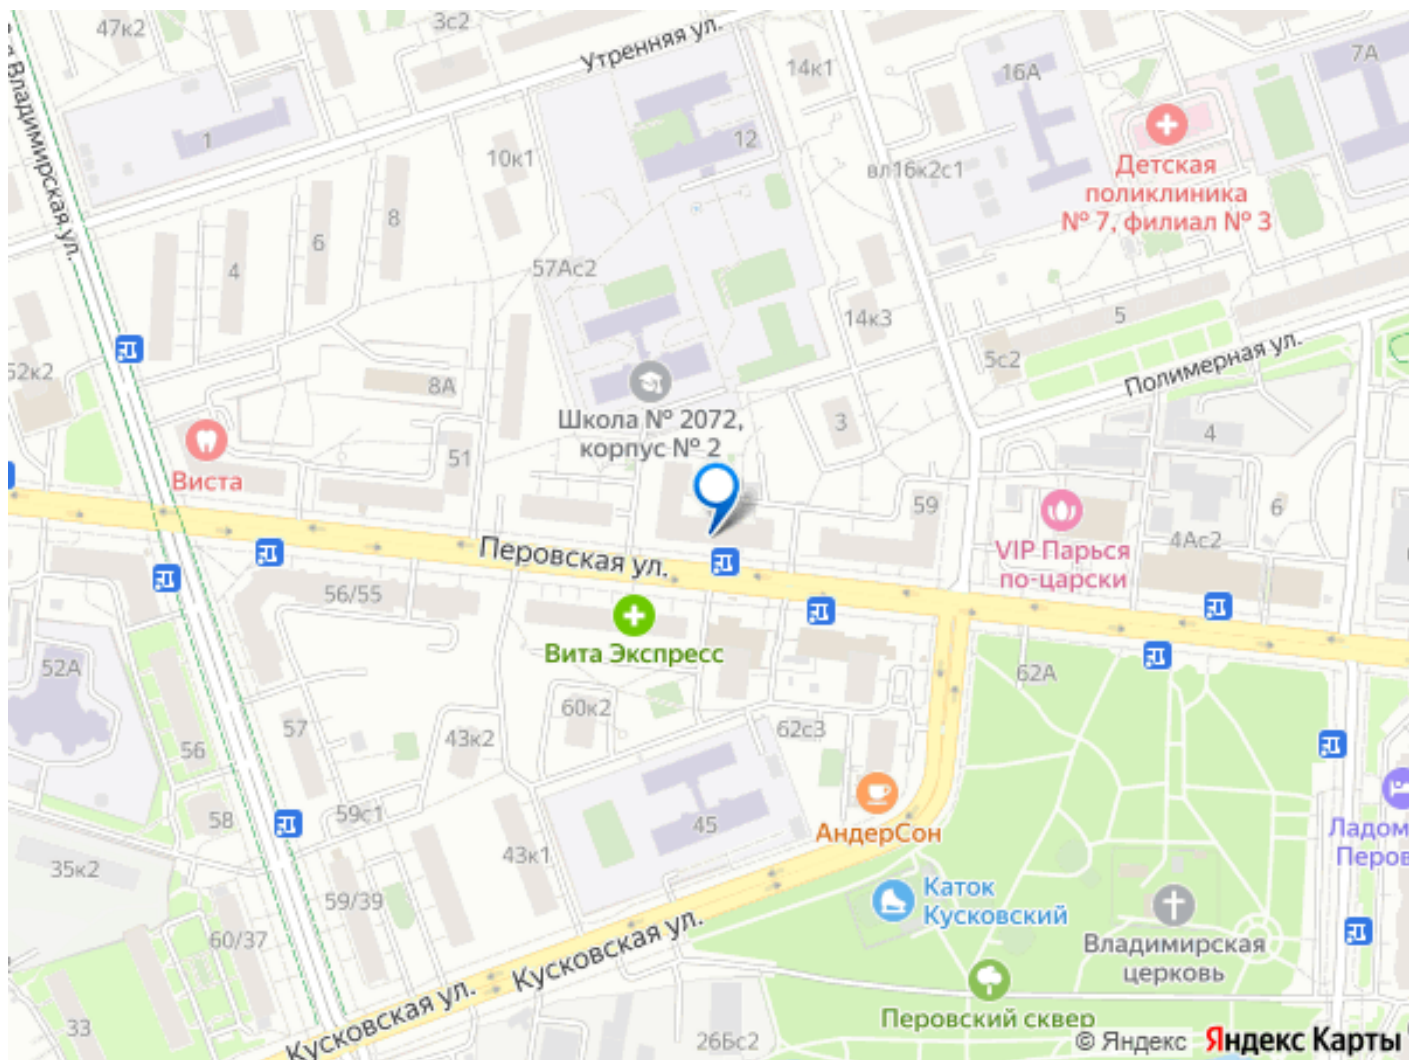 47к2
3с2
Утренняя ул.
14к1
16А
7А
я Владимирская ул.
1
12
10к1
вл16к2с1
Детская
поликлиника
№ 7, филиал № 3
8
6
4
57Ас2
14к3
5
5с2
Полимерная ул.
52к2
8А
Школа № 2072,
корпус № 2
3
4
51
Виста
59
6
VIP Парься
по-царски
4Ас2
Перовская ул.
56/55
Вита Экспресс
52А
62А
60к2
57
43к2
62с3
56
59с1
58
45
АндерСон
Ладом
Перов
43к1
35к2
59/39
Каток
Кусковский
Кусковская ул.
60/37
Владимирская
церковь
Кусковская ул.
33
26Бс2
Перовский сквер
© Яндекс Яндекс Карты